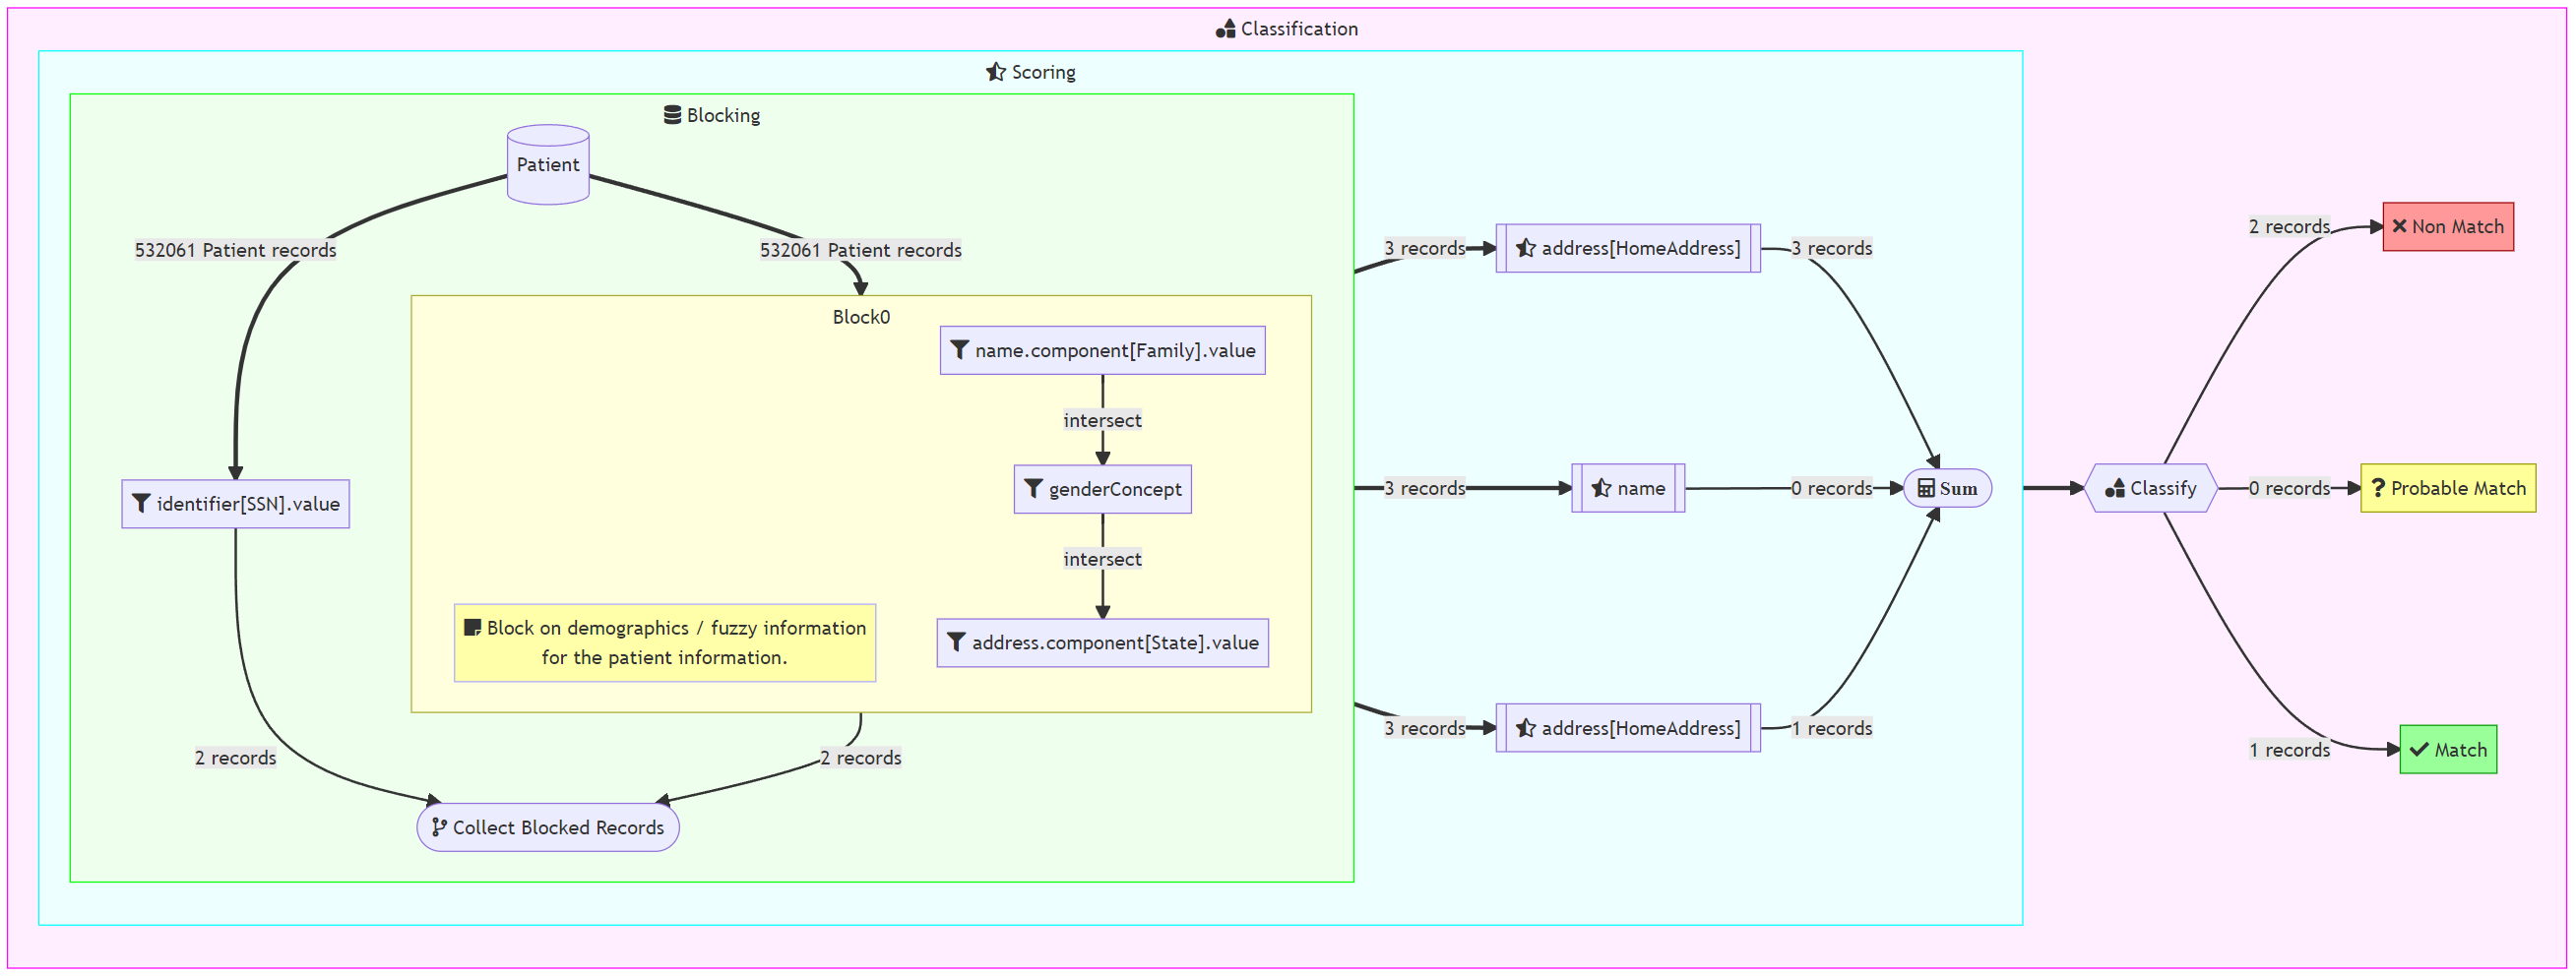 Classification
Scoring
Blocking
Patient
532061 Patient records
532061 Patient records
Block0
name.component[Family].value
intersect
genderConcept
intersect
address.component[State].value
Block on demographics / fuzzy information
for the patient information.
identifier[SSN].value
2 records
2 records
Collect Blocked Records
3 records
address[HomeAddress]
3 records
3 records
name
0 records
3 records
address[HomeAddress]
1 records
Sum
Classify
2 records
Non Match
0 records
Probable Match
1 records
Match